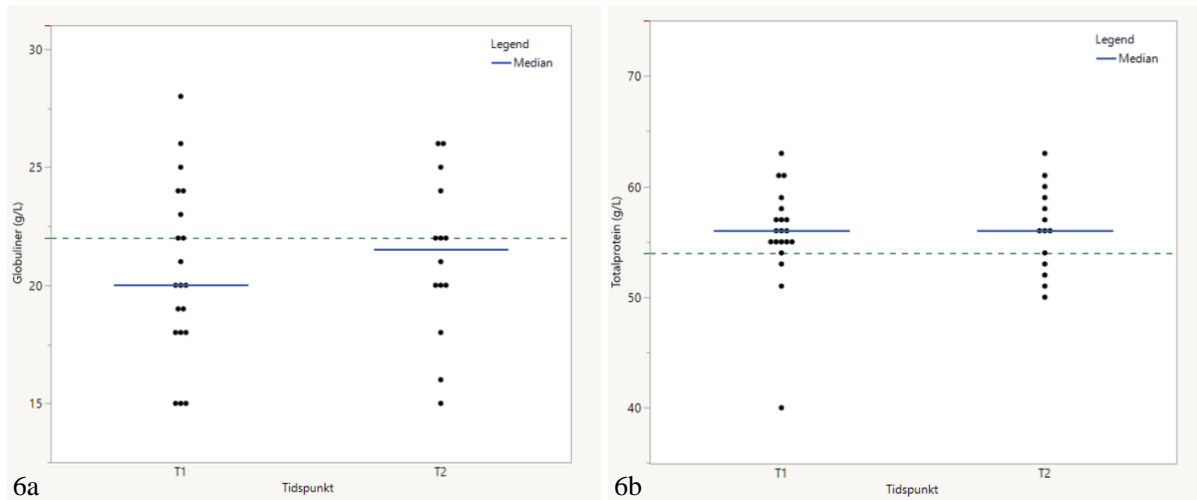 Legend
Median
Globuliner (g/L)
30
25
20
15
T1
T2
Tidspunkt
6a
Legend
Median
Totalprotein (g/L)
70
60
50
40
T1
T2
Tidspunkt
6b